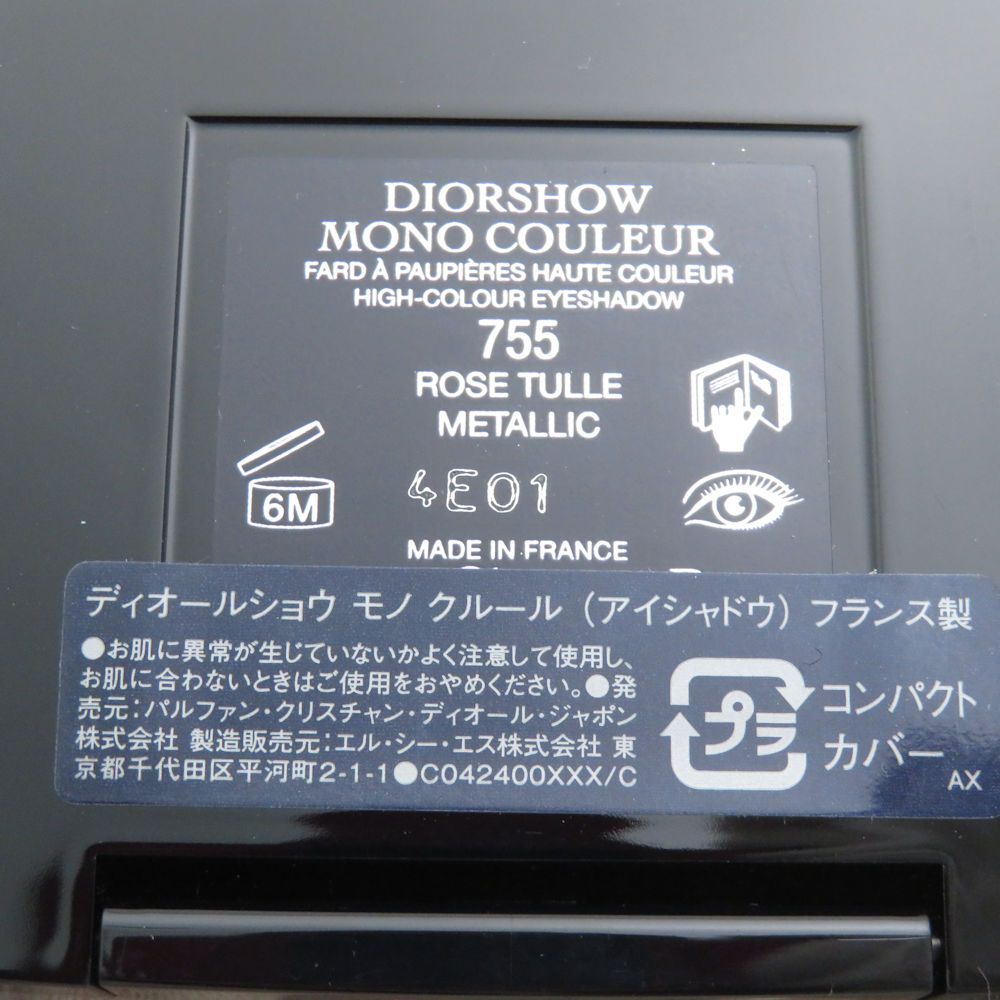 DIORSHOW
MONO COULEUR
FARD À PAUPIÈRES HAUTE COULEUR
HIGH-COLOUR EYESHADOW
755
ROSE TULLE
METALLIC
6M
4E01
MADE IN FRANCE
ディオールショウ モノ クルール (アイシャドウ) フランス製
●お肌に異常が生じていないかよく注意して使用し、
お肌に合わないときはご使用をおやめください。●発
売元:パルファン・クリスチャン・ディオール・ジャポン
株式会社 製造販売元:エル・シー・エス株式会社 東
京都千代田区平河町2-1-1●C042400XXX/C
プラ
コンパクト
カバー
AX